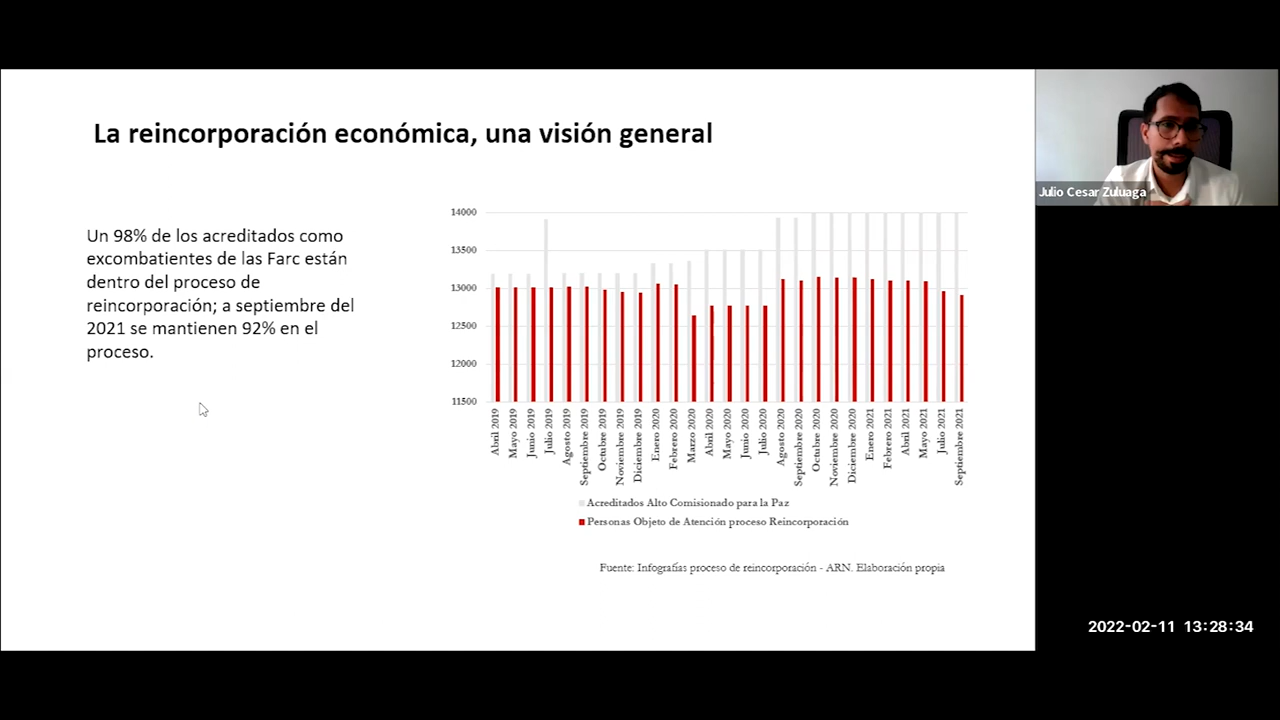 La reincorporación económica, una visión general
Julio Cesar Zuluaga
Un 98% de los acreditados como
excombatientes de las Farc están
dentro del proceso de
reincorporación; a septiembre del
2021 se mantienen 92% en el
proceso.
14000
13500
13000
12500
12000
11500
Abril 2019
Mayo 2019
Junio 2019
Julio 2019
Agosto 2019
Septiembre 2019
Octubre 2019
Noviembre 2019
Diciembre 2019
Enero 2020
Febrero 2020
Marzo 2020
Abril 2020
Mayo 2020
Junio 2020
Julio 2020
Agosto 2020
Septiembre 2020
Octubre 2020
Noviembre 2020
Diciembre 2020
Enero 2021
Febrero 2021
Abril 2021
Mayo 2021
Julio 2021
Septiembre 2021
Acreditados Alto Comisionado para la Paz
Personas Objeto de Atención proceso Reincorporación
Fuente: Infografías proceso de reincorporación - ARN. Elaboración propia
2022-02-11 13:28:34